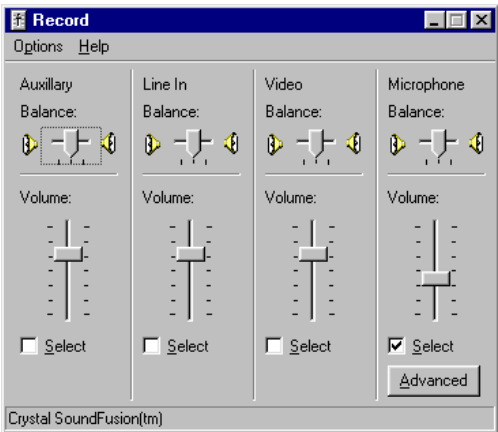 Record
Options Help
Auxillary Line In Video Microphone
Balance: Balance: Balance: Balance:
Volume: Volume: Volume: Volume:
Select Select Select Select
Advanced
Crystal SoundFusion(tm)